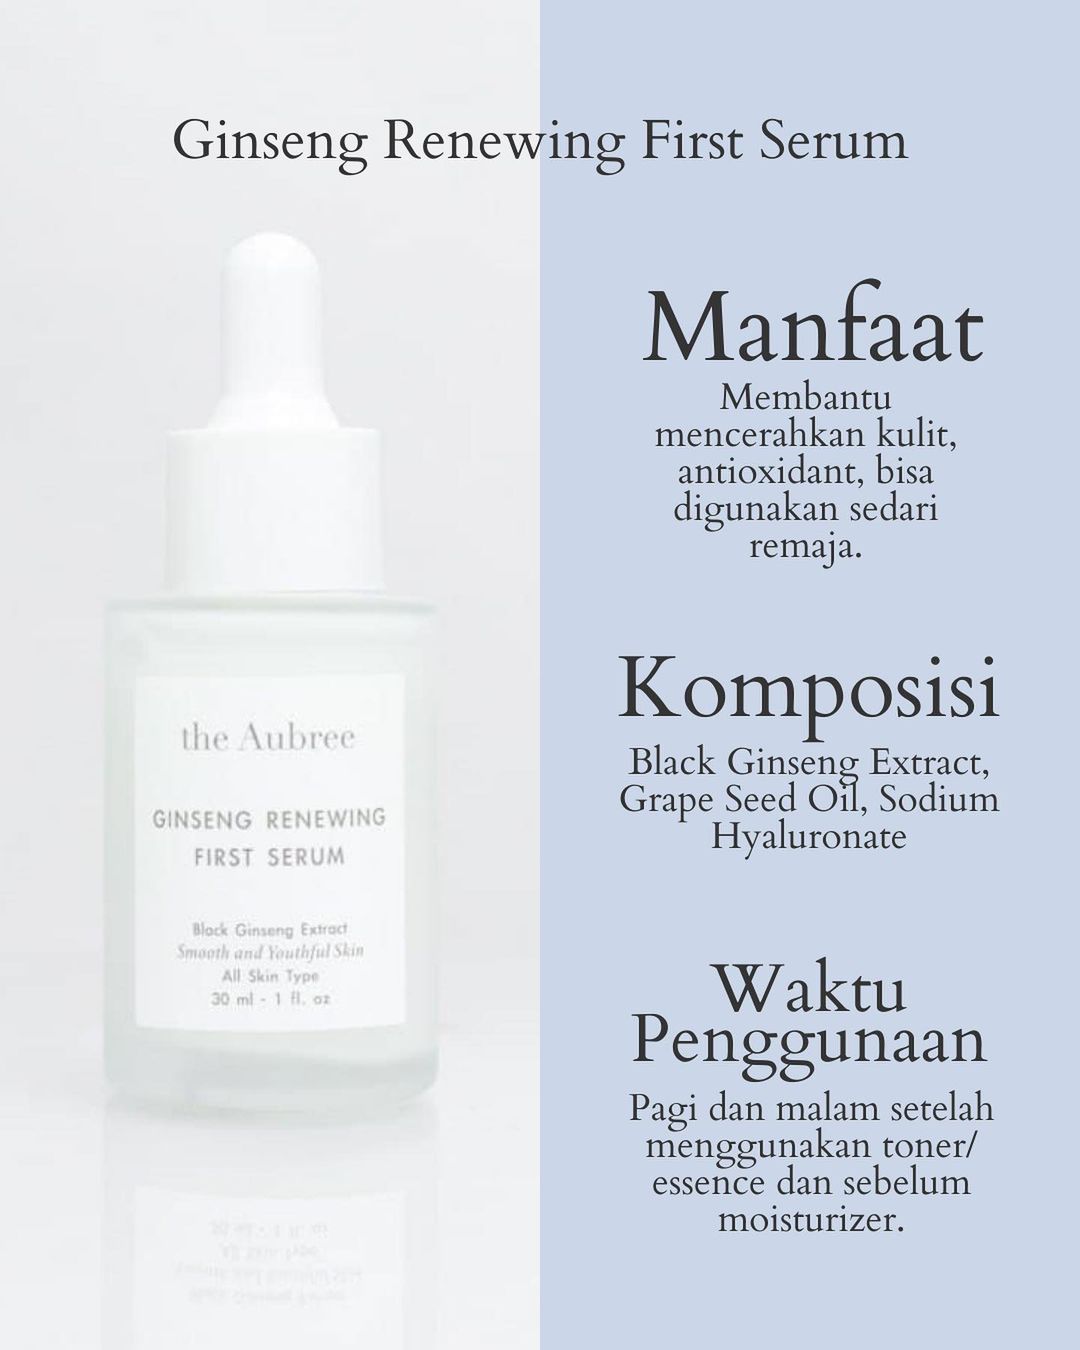 Ginseng Renewing First Serum
the Aubree
GINSENG RENEWING
FIRST SERUM
Black Ginseng Extract
Smooth and Youthful Skin
All Skin Type
30 ml - 1 fl. oz
Manfaat
Membantu
mencerahkan kulit,
antioxidant, bisa
digunakan sedari
remaja.
Komposisi
Black Ginseng Extract,
Grape Seed Oil, Sodium
Hyaluronate
Waktu
Penggunaan
Pagi dan malam setelah
menggunakan toner/
essence dan sebelum
moisturizer.